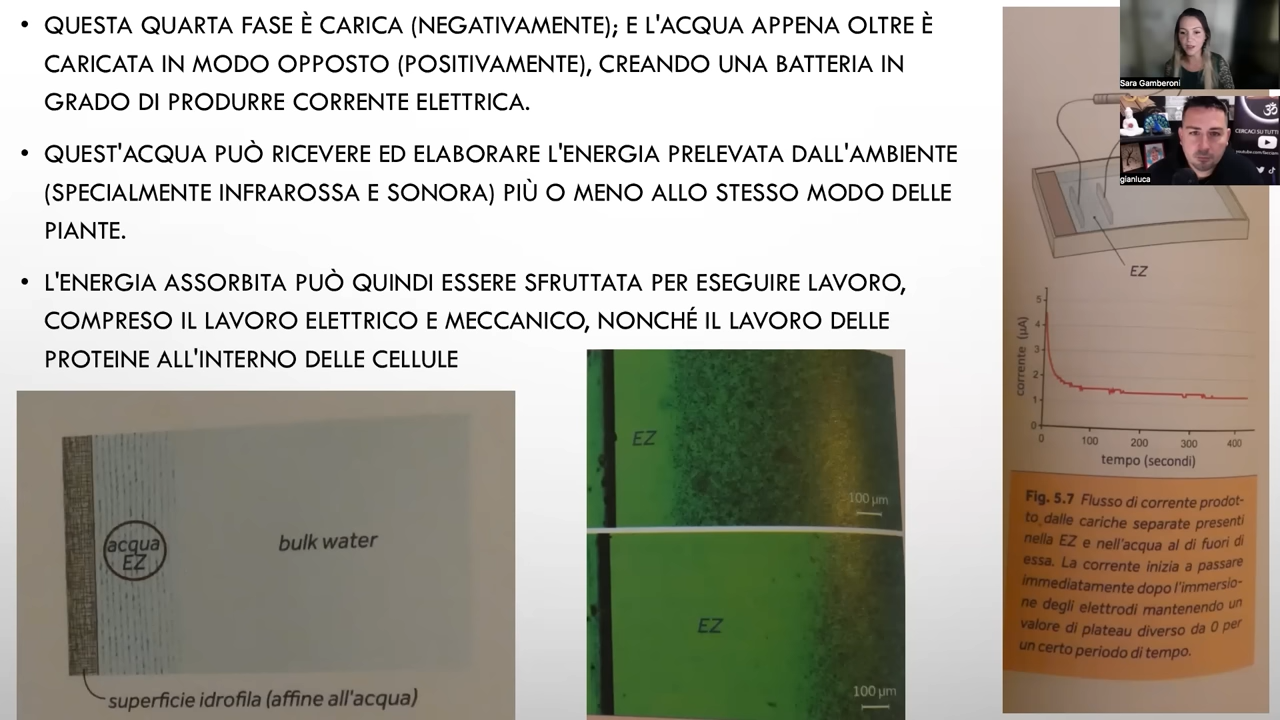 • QUESTA QUARTA FASE È CARICA (NEGATIVAMENTE); E L'ACQUA APPENA OLTRE È
CARICATA IN MODO OPPOSTO (POSITIVAMENTE), CREANDO UNA BATTERIA IN
GRADO DI PRODURRE CORRENTE ELETTRICA.
• QUEST'ACQUA PUÒ RICEVERE ED ELABORARE L'ENERGIA PRELEVATA DALL'AMBIENTE
(SPECIALMENTE INFRAROSSA E SONORA) PIÙ O MENO ALLO STESSO MODO DELLE
PIANTE.
• L'ENERGIA ASSORBITA PUÒ QUINDI ESSERE SFRUTTATA PER ESEGUIRE LAVORO,
COMPRESO IL LAVORO ELETTRICO E MECCANICO, NONCHÉ IL LAVORO DELLE
PROTEINE ALL'INTERNO DELLE CELLULE
acqua
EZ
bulk water
superficie idrofila (affine all'acqua)
EZ
100 µm
EZ
100 µm
Sara Gamberoni
CERCACI SU TUTTI
gianluca
EZ
corrente (µA)
5
4
3
2
1
0
0 100 200 300 400
tempo (secondi)
Fig. 5.7 Flusso di corrente prodot-
to dalle cariche separate presenti
nella EZ e nell'acqua al di fuori di
essa. La corrente inizia a passare
immediatamente dopo l'immersio-
ne degli elettrodi mantenendo un
valore di plateau diverso da 0 per
un certo periodo di tempo.